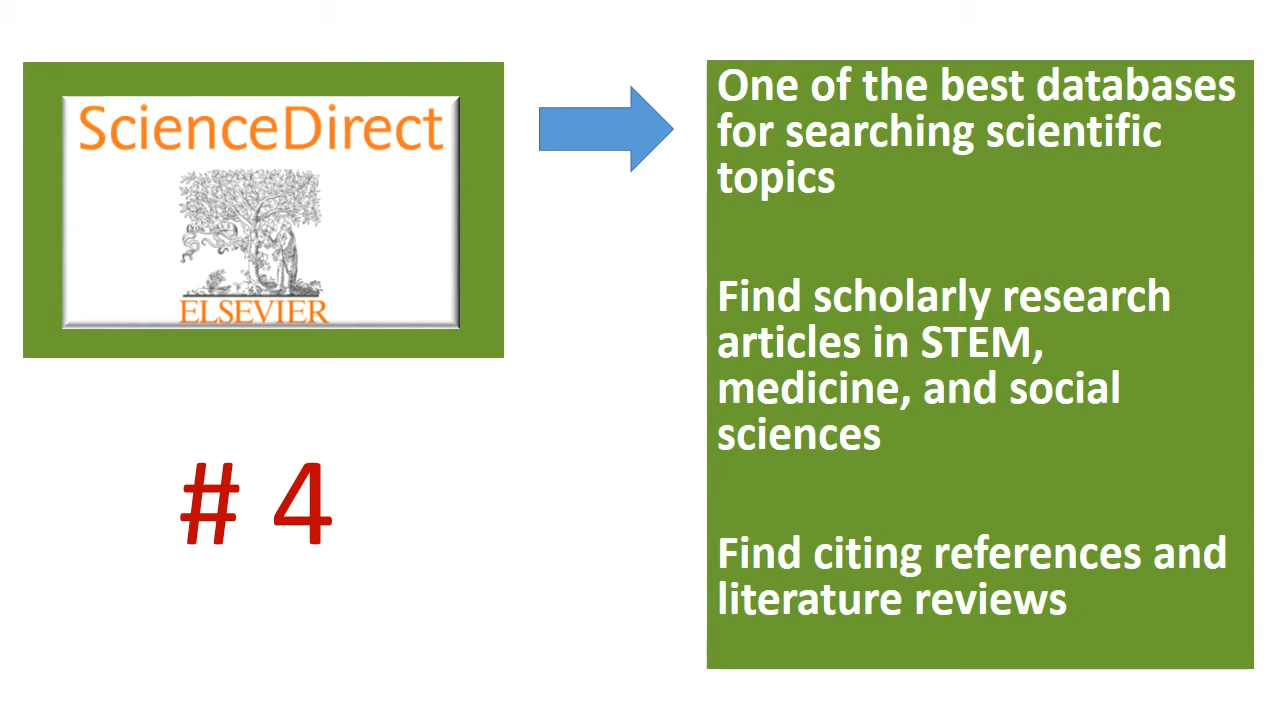 ScienceDirect
ELSEVIER
# 4
One of the best databases
for searching scientific
topics
Find scholarly research
articles in STEM,
medicine, and social
sciences
Find citing references and
literature reviews